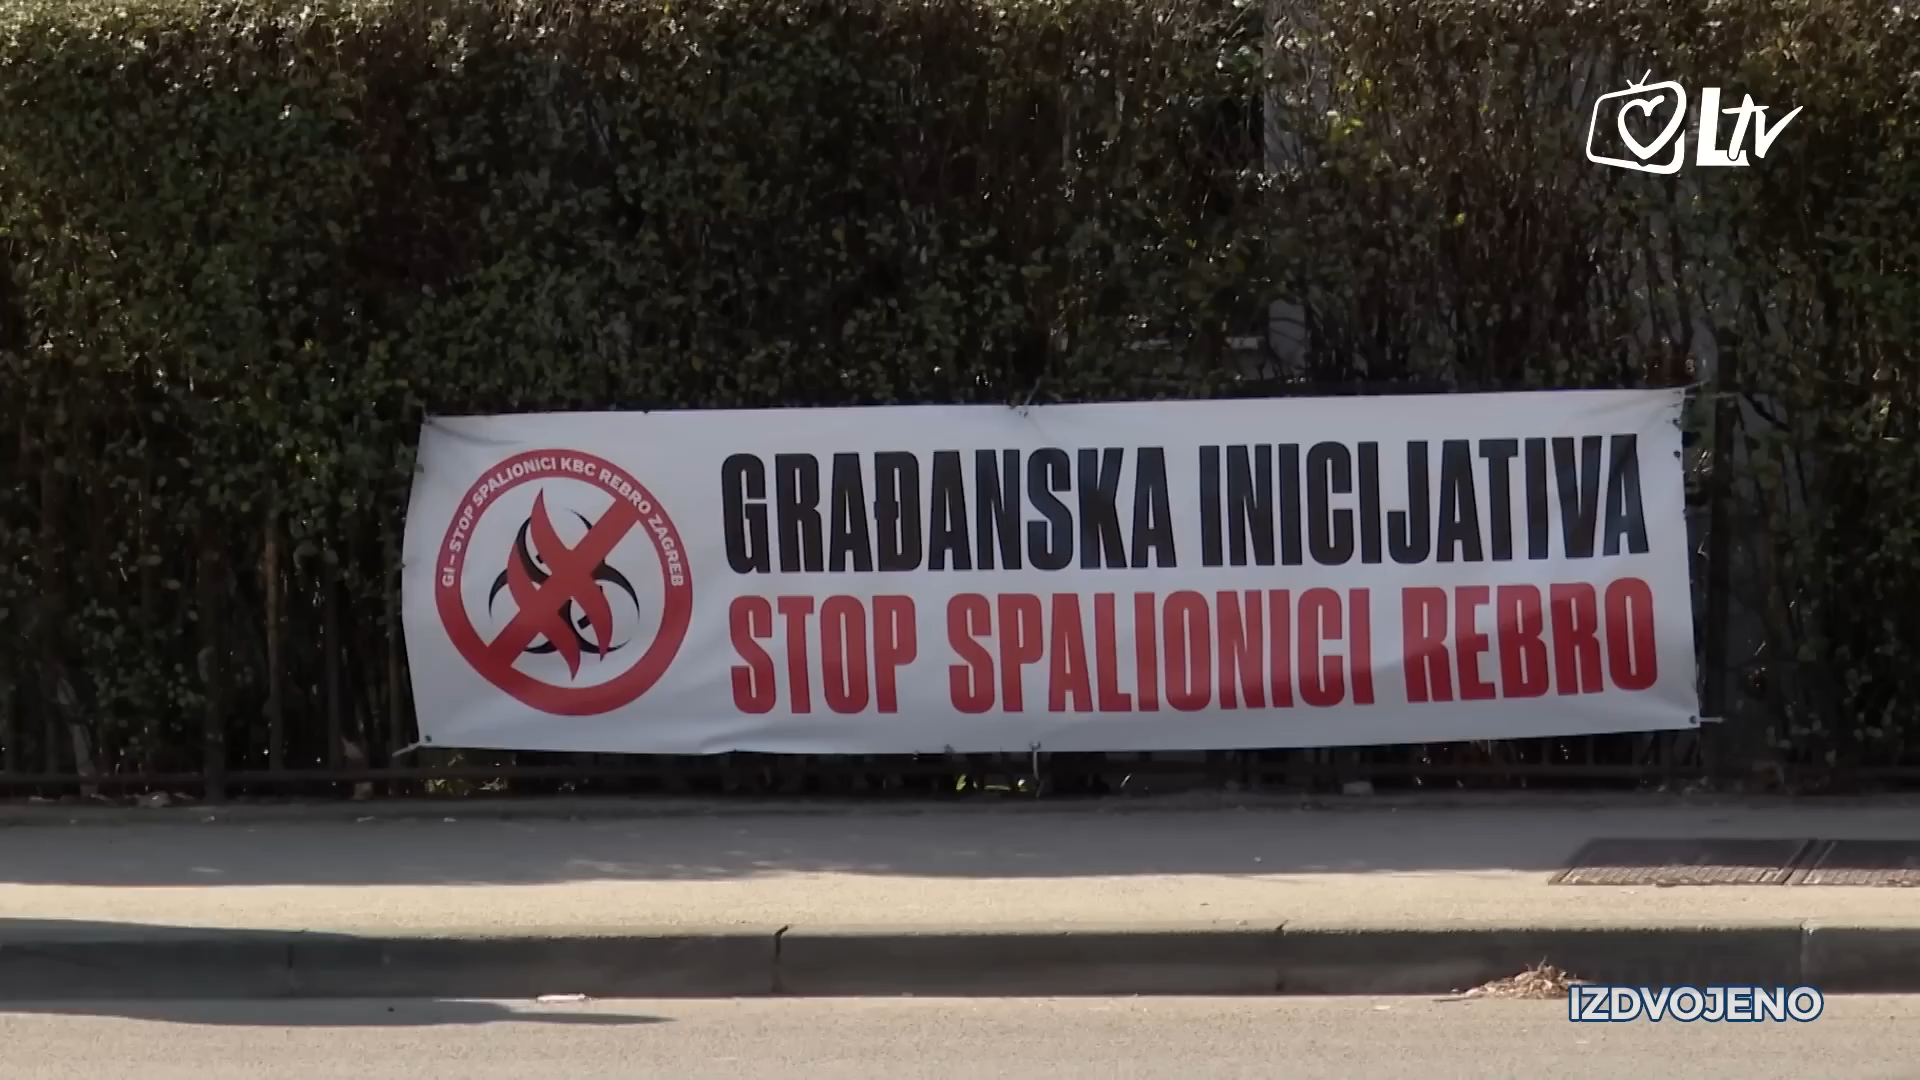 LTV
GI – STOP SPALIONICI KBC REBRO ZAGREB
GRAĐANSKA INICIJATIVA
STOP SPALIONICI REBRO
IZDVOJENO